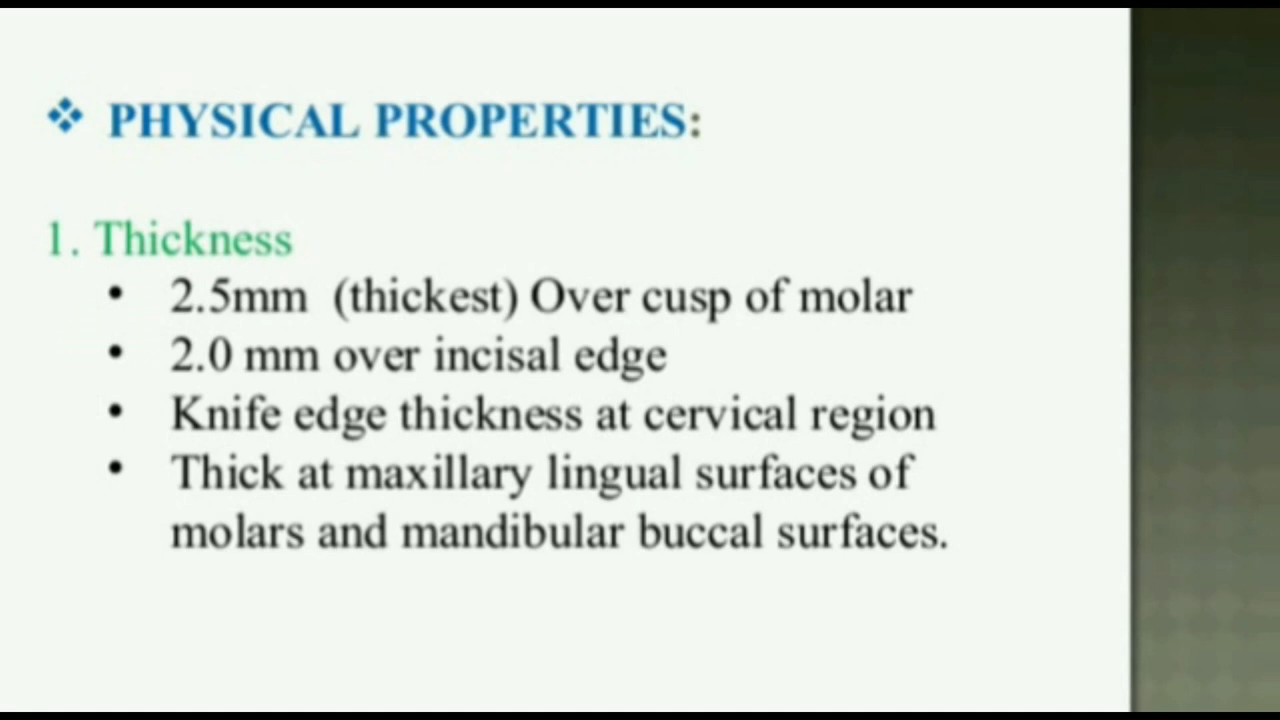 ❖ PHYSICAL PROPERTIES:
1. Thickness
• 2.5mm (thickest) Over cusp of molar
• 2.0 mm over incisal edge
• Knife edge thickness at cervical region
• Thick at maxillary lingual surfaces of
molars and mandibular buccal surfaces.